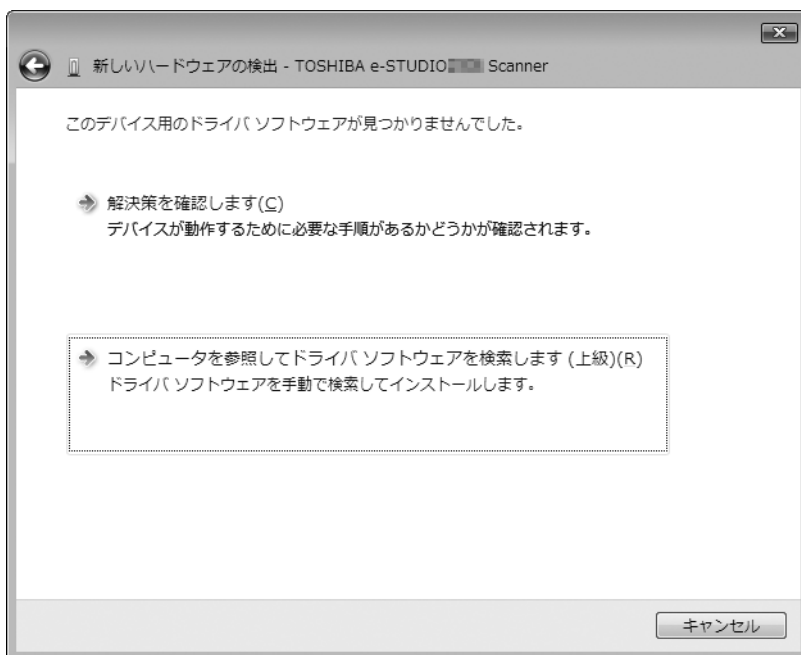 新しいハードウェアの検出 - TOSHIBA e-STUDIO Scanner
このデバイス用のドライバ ソフトウェアが見つかりませんでした。
解決策を確認します(C)
デバイスが動作するために必要な手順があるかどうかが確認されます。
コンピュータを参照してドライバ ソフトウェアを検索します (上級)(R)
ドライバ ソフトウェアを手動で検索してインストールします。
キャンセル